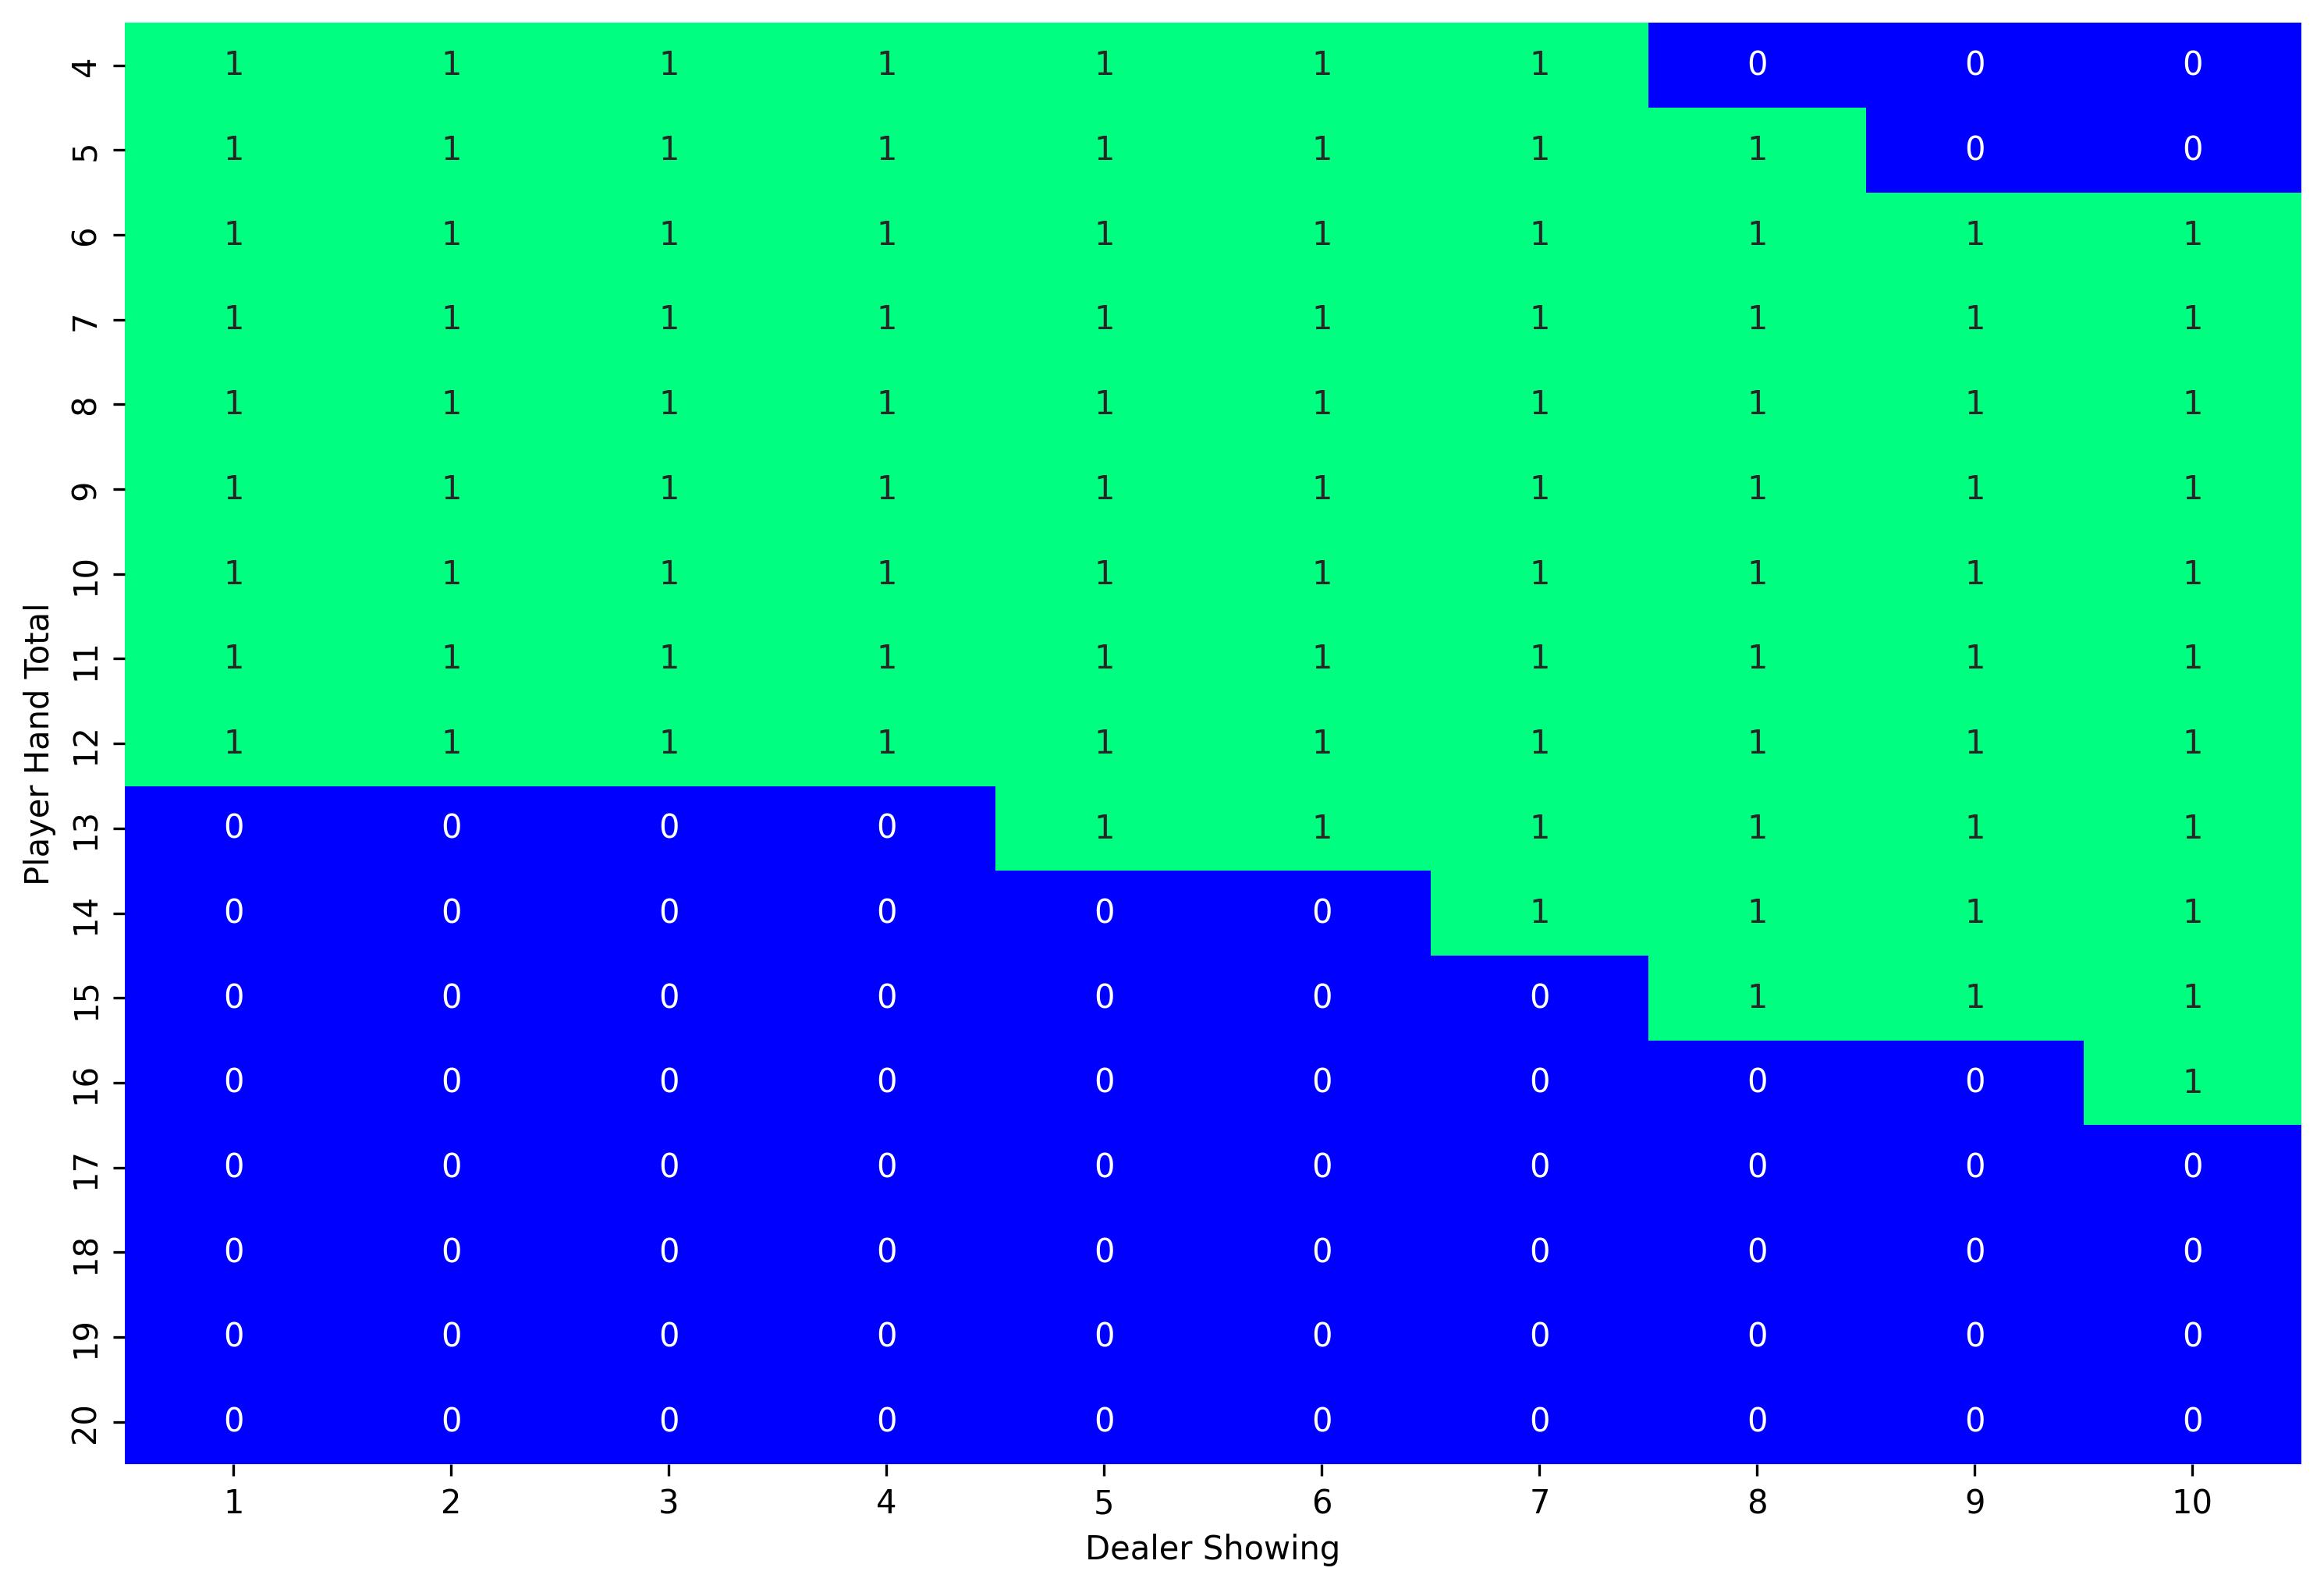 4 1 1 1 1 1 1 1 0 0 0
5 1 1 1 1 1 1 1 1 0 0
6 1 1 1 1 1 1 1 1 1 1
7 1 1 1 1 1 1 1 1 1 1
8 1 1 1 1 1 1 1 1 1 1
9 1 1 1 1 1 1 1 1 1 1
10 1 1 1 1 1 1 1 1 1 1
11 1 1 1 1 1 1 1 1 1 1
12 1 1 1 1 1 1 1 1 1 1
13 0 0 0 0 1 1 1 1 1 1
14 0 0 0 0 0 0 1 1 1 1
15 0 0 0 0 0 0 0 1 1 1
16 0 0 0 0 0 0 0 0 0 1
17 0 0 0 0 0 0 0 0 0 0
18 0 0 0 0 0 0 0 0 0 0
19 0 0 0 0 0 0 0 0 0 0
20 0 0 0 0 0 0 0 0 0 0
1 2 3 4 5 6 7 8 9 10
Dealer Showing
Player Hand Total